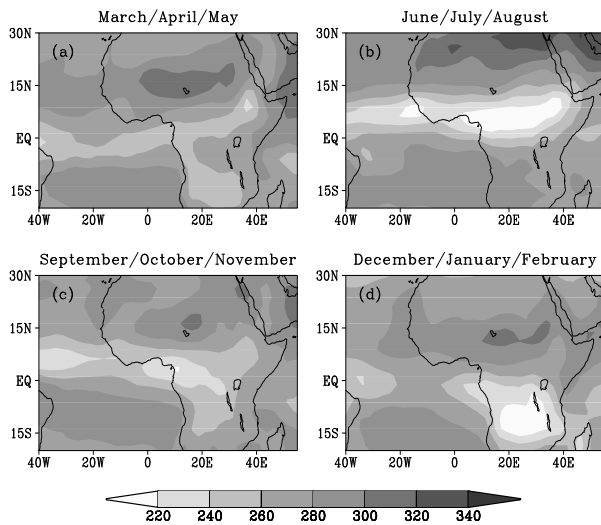 March/April/May
June/July/August
30N
(a)
15N
EQ
15S
40W 20W 0 20E 40E
30N
(b)
15N
EQ
15S
40W 20W 0 20E 40E
September/October/November
December/January/February
30N
(c)
15N
EQ
15S
40W 20W 0 20E 40E
30N
(d)
15N
EQ
15S
40W 20W 0 20E 40E
220 240 260 280 300 320 340